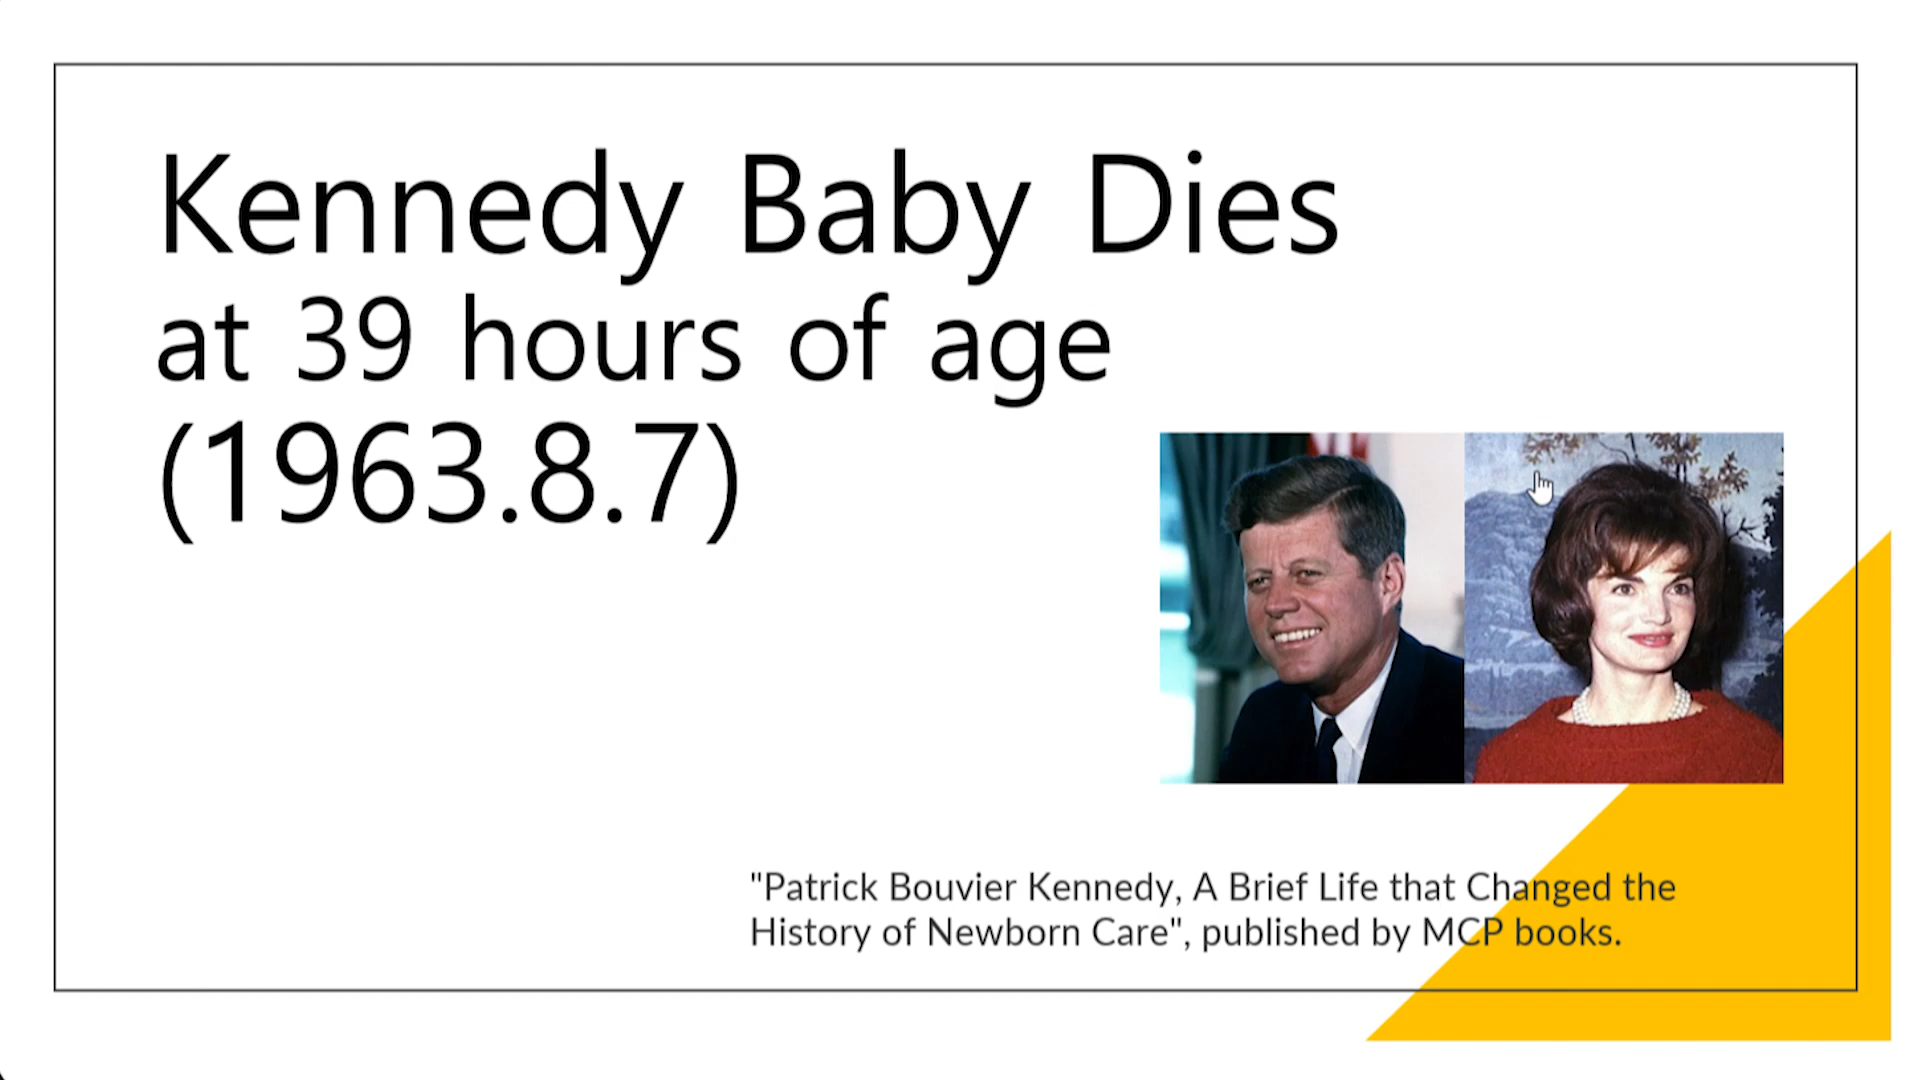 Kennedy Baby Dies
at 39 hours of age
(1963.8.7)
"Patrick Bouvier Kennedy, A Brief Life that Changed the
History of Newborn Care", published by MCP books.